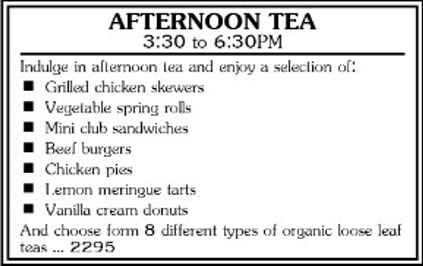 AFTERNOON TEA
3:30 to 6:30PM
Indulge in afternoon tea and enjoy a selection of:
■ Grilled chicken skewers
■ Vegetable spring rolls
■ Mini club sandwiches
■ Beef burgers
■ Chicken pies
■ Lemon meringue tarts
■ Vanilla cream donuts
And choose form 8 different types of organic loose leaf
teas ... 2295